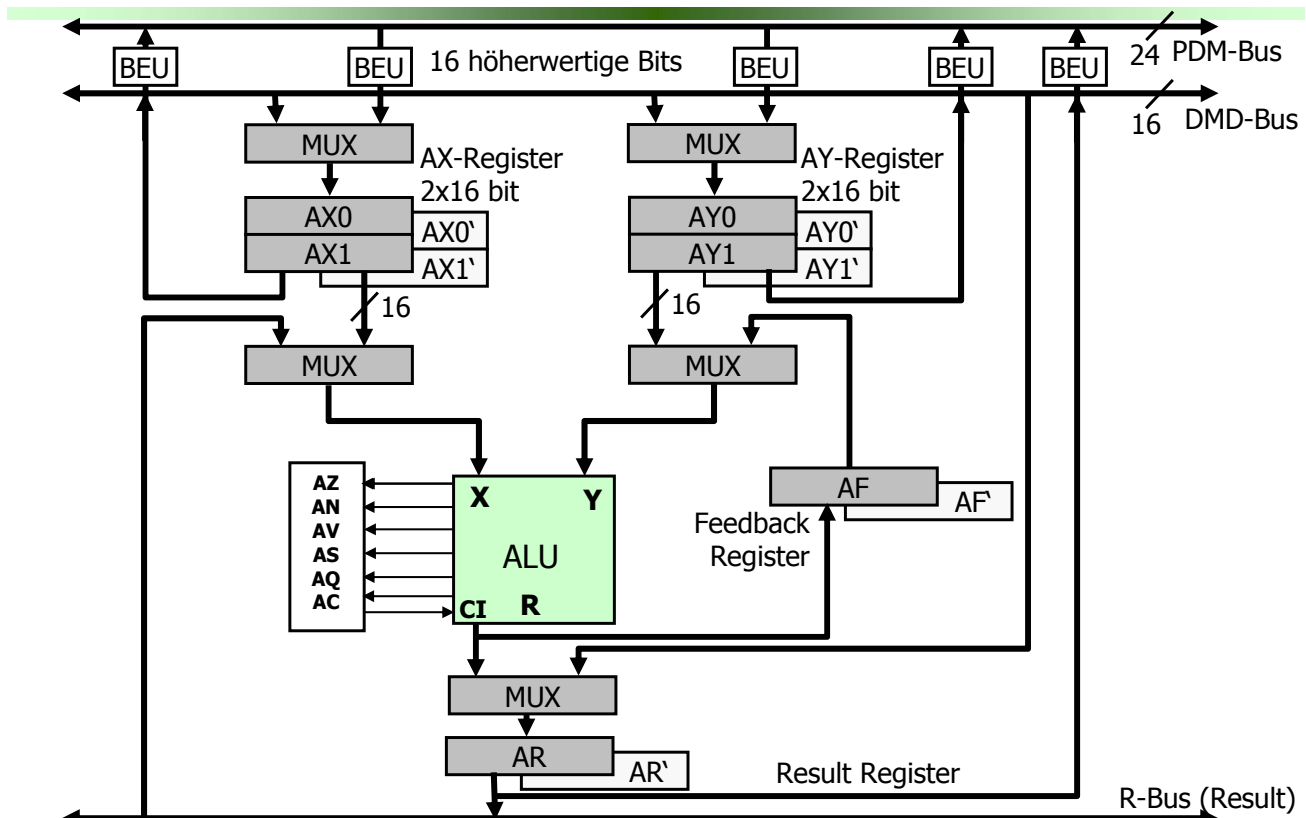 BEU
BEU
16 höherwertige Bits
BEU
BEU
BEU
24
PDM-Bus
16
DMD-Bus
MUX
AX-Register
2x16 bit
MUX
AY-Register
2x16 bit
AX0
AX0‘
AX1
AX1‘
AY0
AY0‘
AY1
AY1‘
16
16
MUX
MUX
AZ
AN
AV
AS
AQ
AC
X
Y
ALU
CI
R
AF
AF‘
Feedback
Register
MUX
AR
AR‘
Result Register
R-Bus (Result)